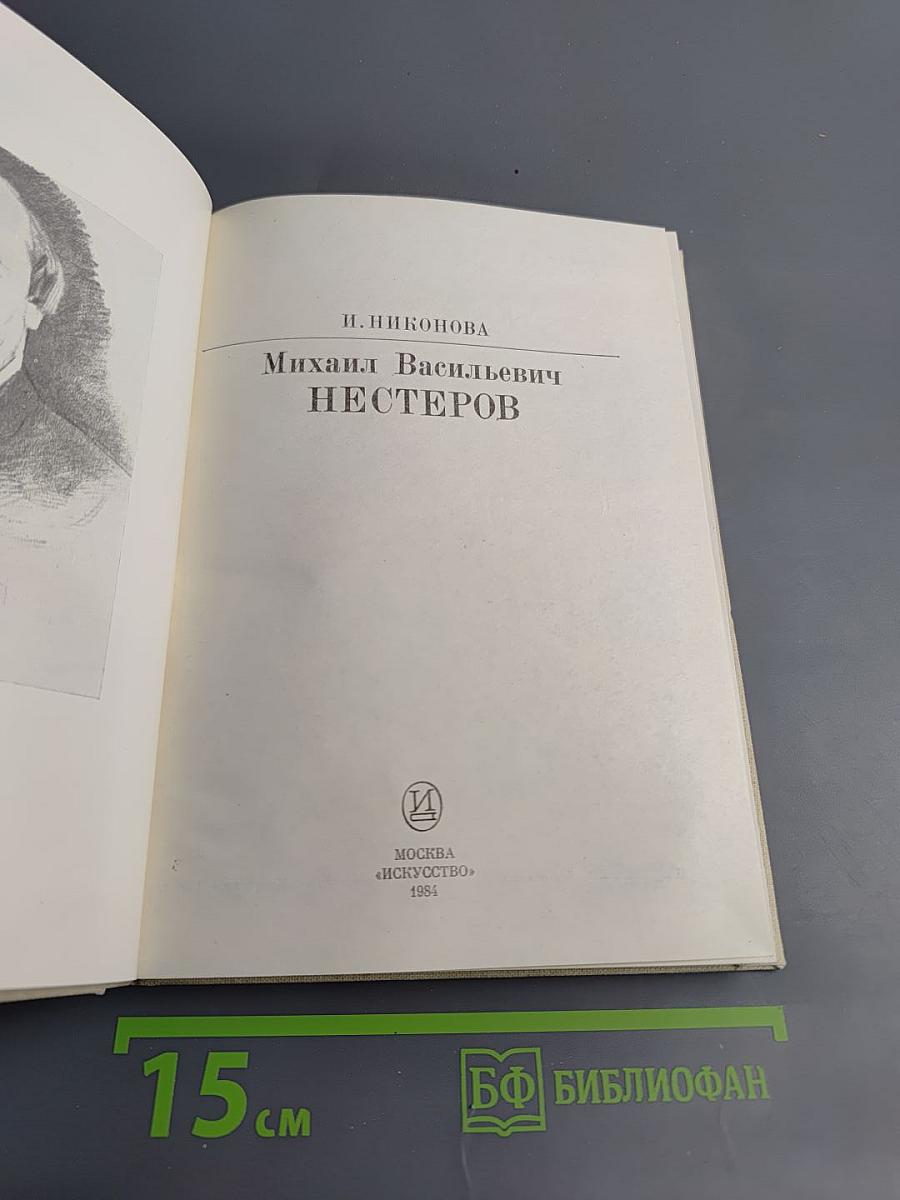 И. НИКОНОВА
Михаил Васильевич
НЕСТЕРОВ
И
МОСКВА
«ИСКУССТВО»
1984
15 см
БФ БИБЛИОФАН